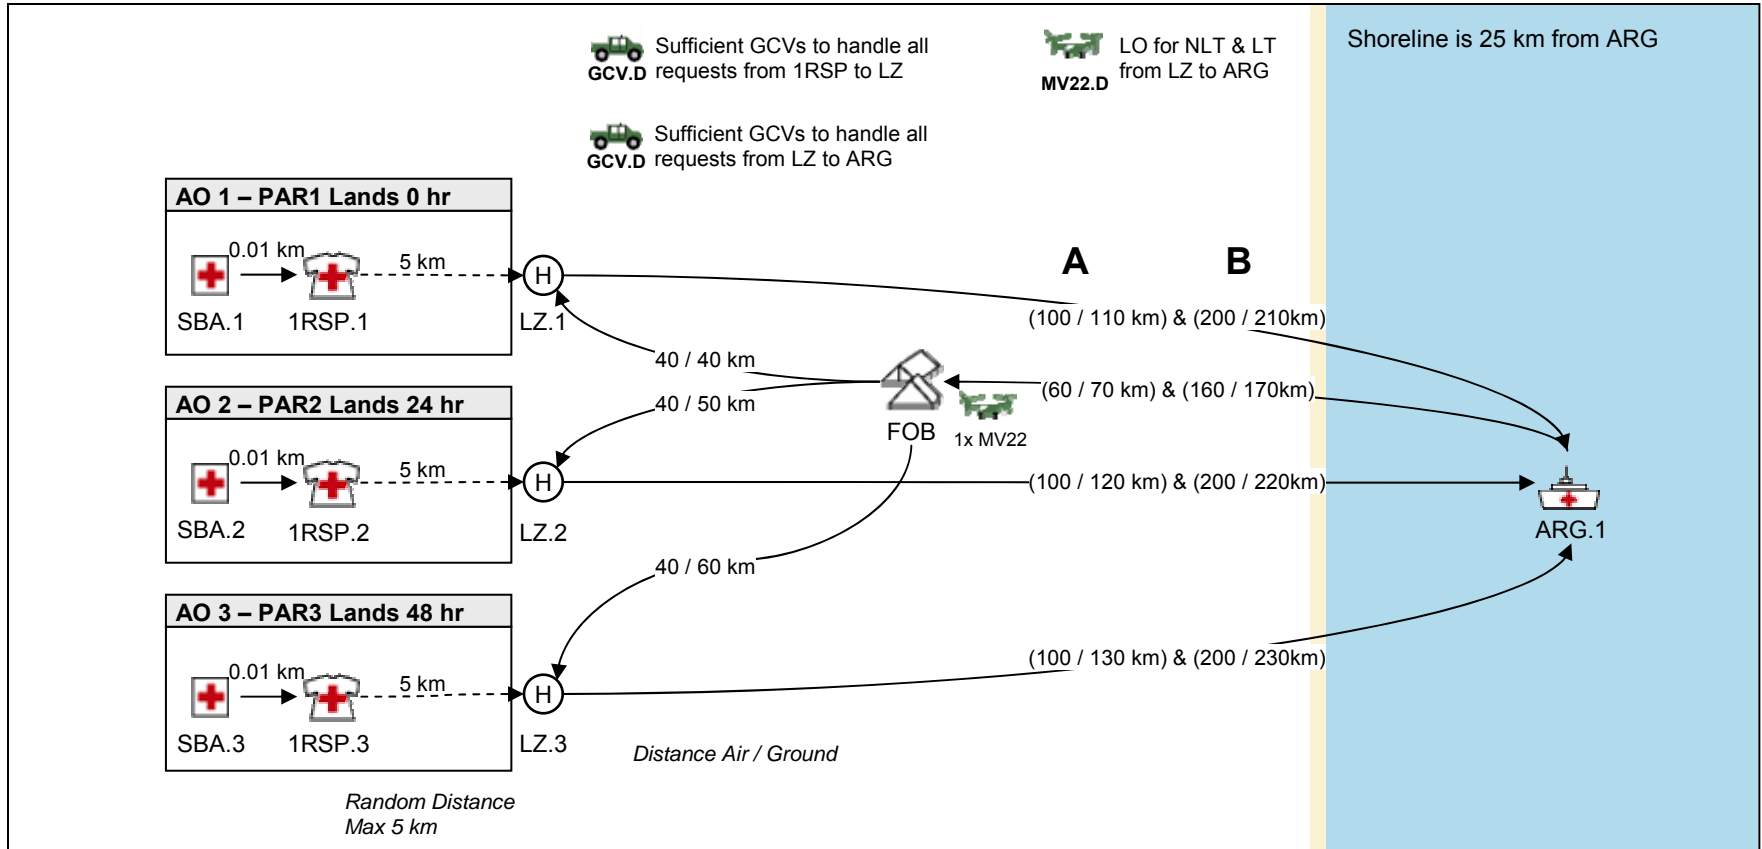 Sufficient GCVs to handle all
requests from 1RSP to LZ
GCV.D
LO for NLT & LT
from LZ to ARG
MV22.D
Shoreline is 25 km from ARG
Sufficient GCVs to handle all
requests from LZ to ARG
GCV.D
AO 1 – PAR1 Lands 0 hr
0.01 km
5 km
H
SBA.1
1RSP.1
LZ.1
A
B
(100 / 110 km) & (200 / 210km)
40 / 40 km
(60 / 70 km) & (160 / 170km)
40 / 50 km
FOB
1x MV22
AO 2 – PAR2 Lands 24 hr
0.01 km
5 km
H
(100 / 120 km) & (200 / 220km)
SBA.2
1RSP.2
LZ.2
ARG.1
40 / 60 km
AO 3 – PAR3 Lands 48 hr
0.01 km
5 km
H
(100 / 130 km) & (200 / 230km)
SBA.3
1RSP.3
LZ.3
Distance Air / Ground
Random Distance
Max 5 km